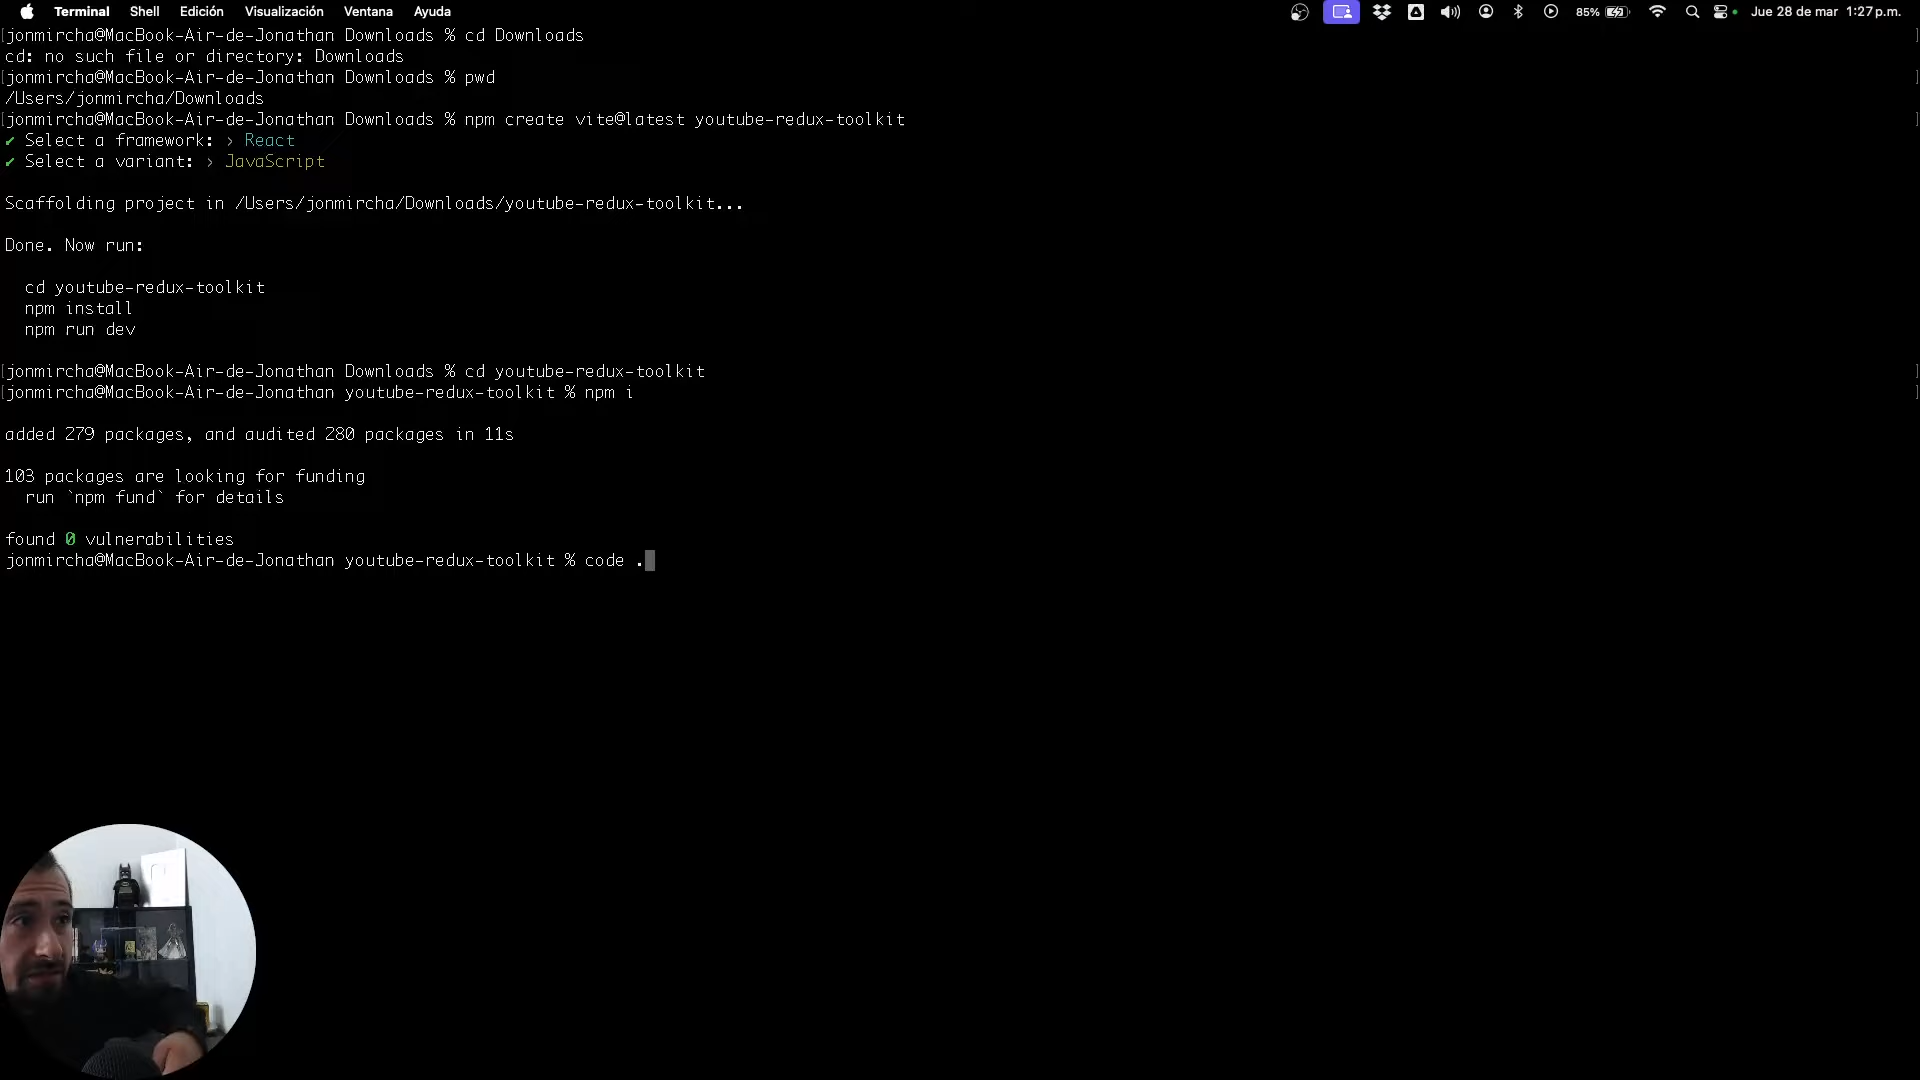 Terminal Shell Edición Visualización Ventana Ayuda 85% Jue 28 de mar 1:27 p.m.
[jonmircha@MacBook-Air-de-Jonathan Downloads % cd Downloads ]
cd: no such file or directory: Downloads
[jonmircha@MacBook-Air-de-Jonathan Downloads % pwd ]
/Users/jonmircha/Downloads
[jonmircha@MacBook-Air-de-Jonathan Downloads % npm create vite@latest youtube-redux-toolkit ]
✔ Select a framework: › React
✔ Select a variant: › JavaScript
Scaffolding project in /Users/jonmircha/Downloads/youtube-redux-toolkit...
Done. Now run:
cd youtube-redux-toolkit
npm install
npm run dev
[jonmircha@MacBook-Air-de-Jonathan Downloads % cd youtube-redux-toolkit ]
[jonmircha@MacBook-Air-de-Jonathan youtube-redux-toolkit % npm i ]
added 279 packages, and audited 280 packages in 11s
103 packages are looking for funding
run `npm fund` for details
found 0 vulnerabilities
jonmircha@MacBook-Air-de-Jonathan youtube-redux-toolkit % code .